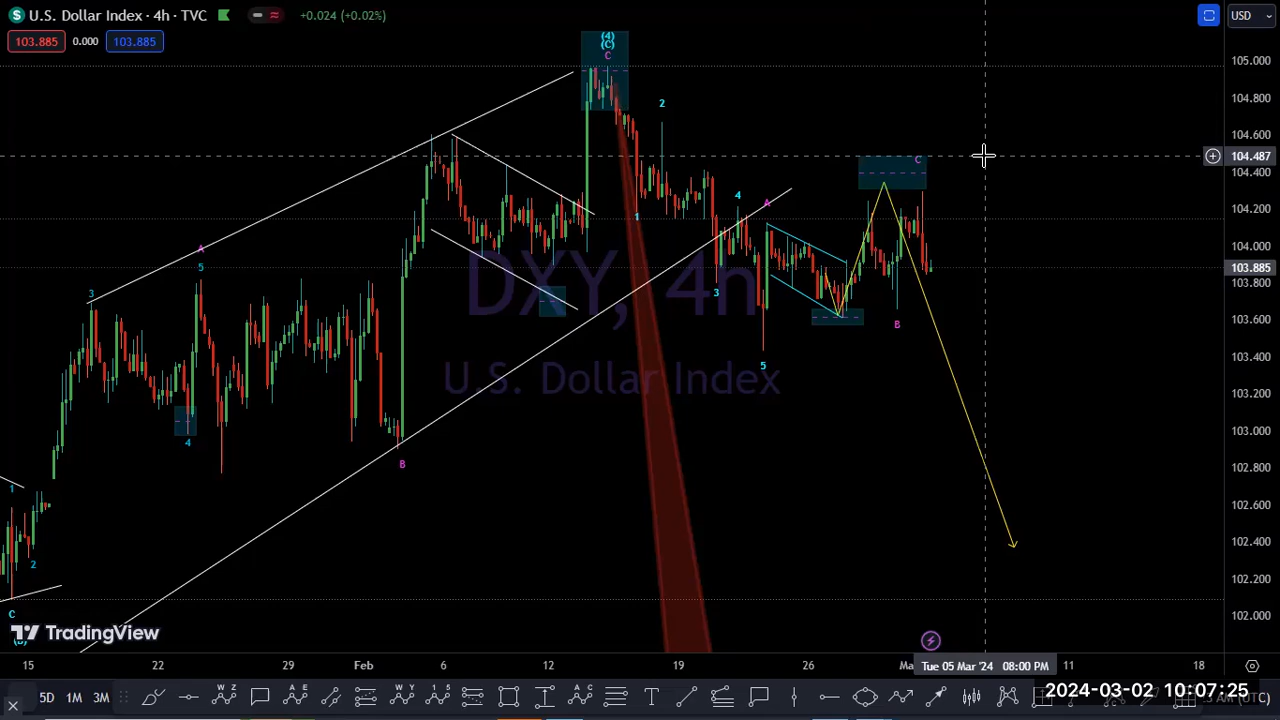 S U.S. Dollar Index · 4h · TVC +0.024 (+0.02%)
USD
103.885 0.000 103.885
(4)
(C)
C
105.000
104.800
2
104.600
104.487
C
104.400
4
A
104.200
1
A
5
104.000
103.885
3
3
103.800
103.600
B
103.400
5
103.200
4
103.000
B
102.800
1
102.600
102.400
2
102.200
C
102.000
DXY, 4h
U.S. Dollar Index
TradingView
15 22 29 Feb 6 12 19 26 Ma Tue 05 Mar '24 08:00 PM 11 18
5D 1M 3M
2024-03-02 10:07:25
(UTC)